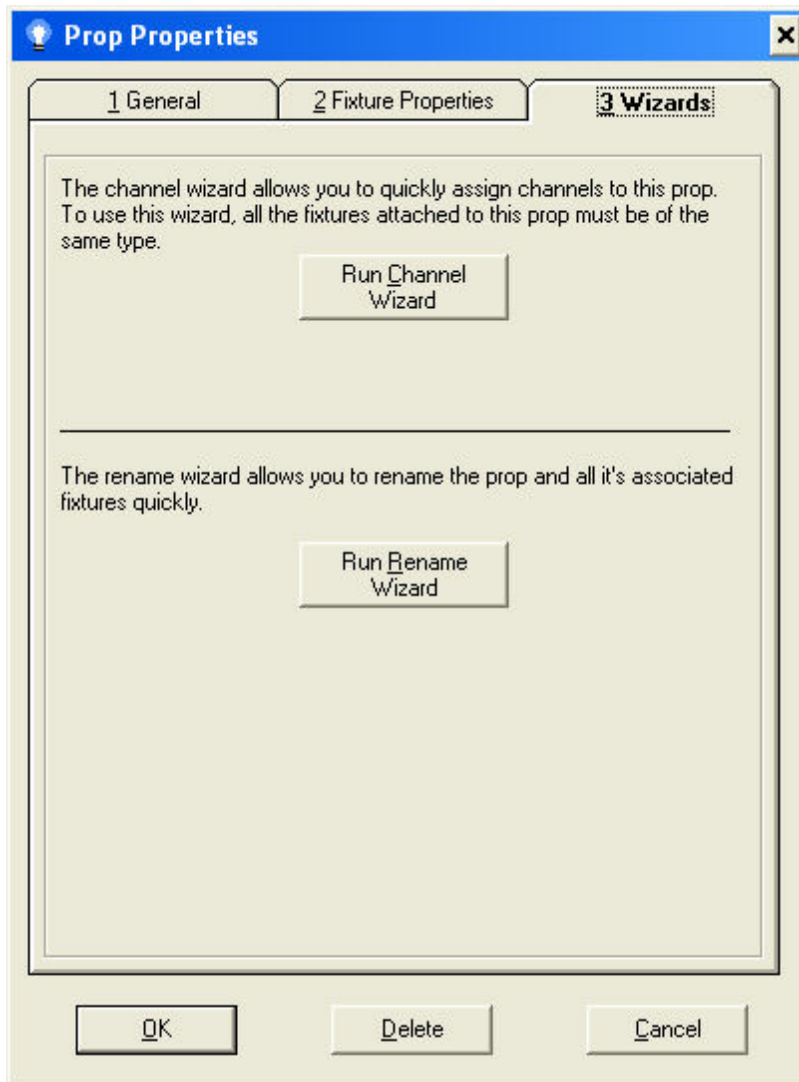 Prop Properties
1 General
2 Fixture Properties
3 Wizards
The channel wizard allows you to quickly assign channels to this prop.
To use this wizard, all the fixtures attached to this prop must be of the
same type.
Run Channel
Wizard
The rename wizard allows you to rename the prop and all it's associated
fixtures quickly.
Run Rename
Wizard
OK
Delete
Cancel